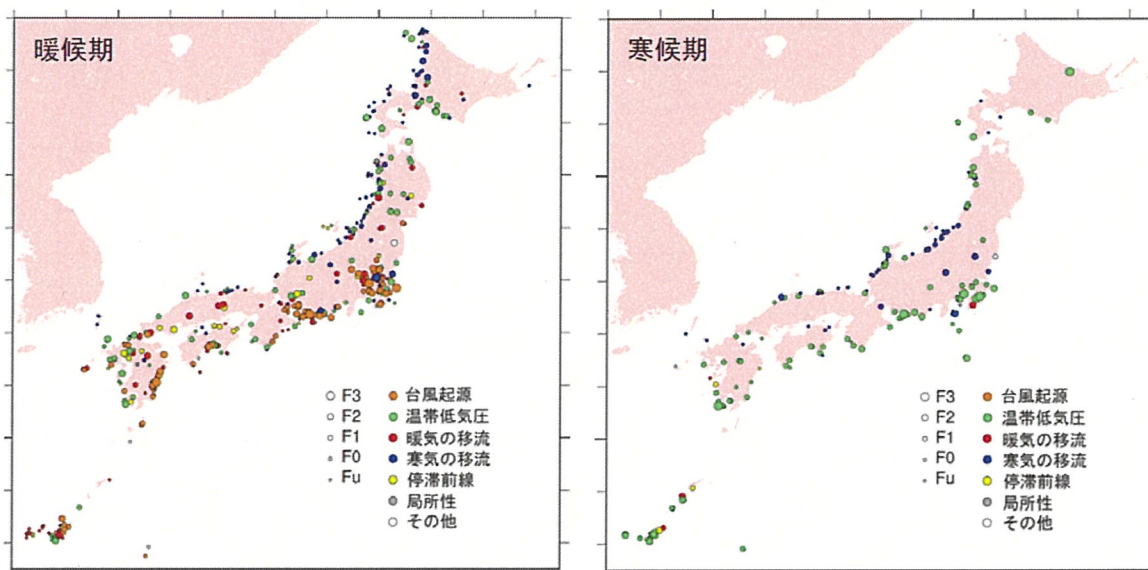 暖候期
F3 台風起源
F2 温帯低気圧
F1 暖気の移流
F0 寒気の移流
Fu 停滞前線
局所性
その他
寒候期
F3 台風起源
F2 温帯低気圧
F1 暖気の移流
F0 寒気の移流
Fu 停滞前線
局所性
その他